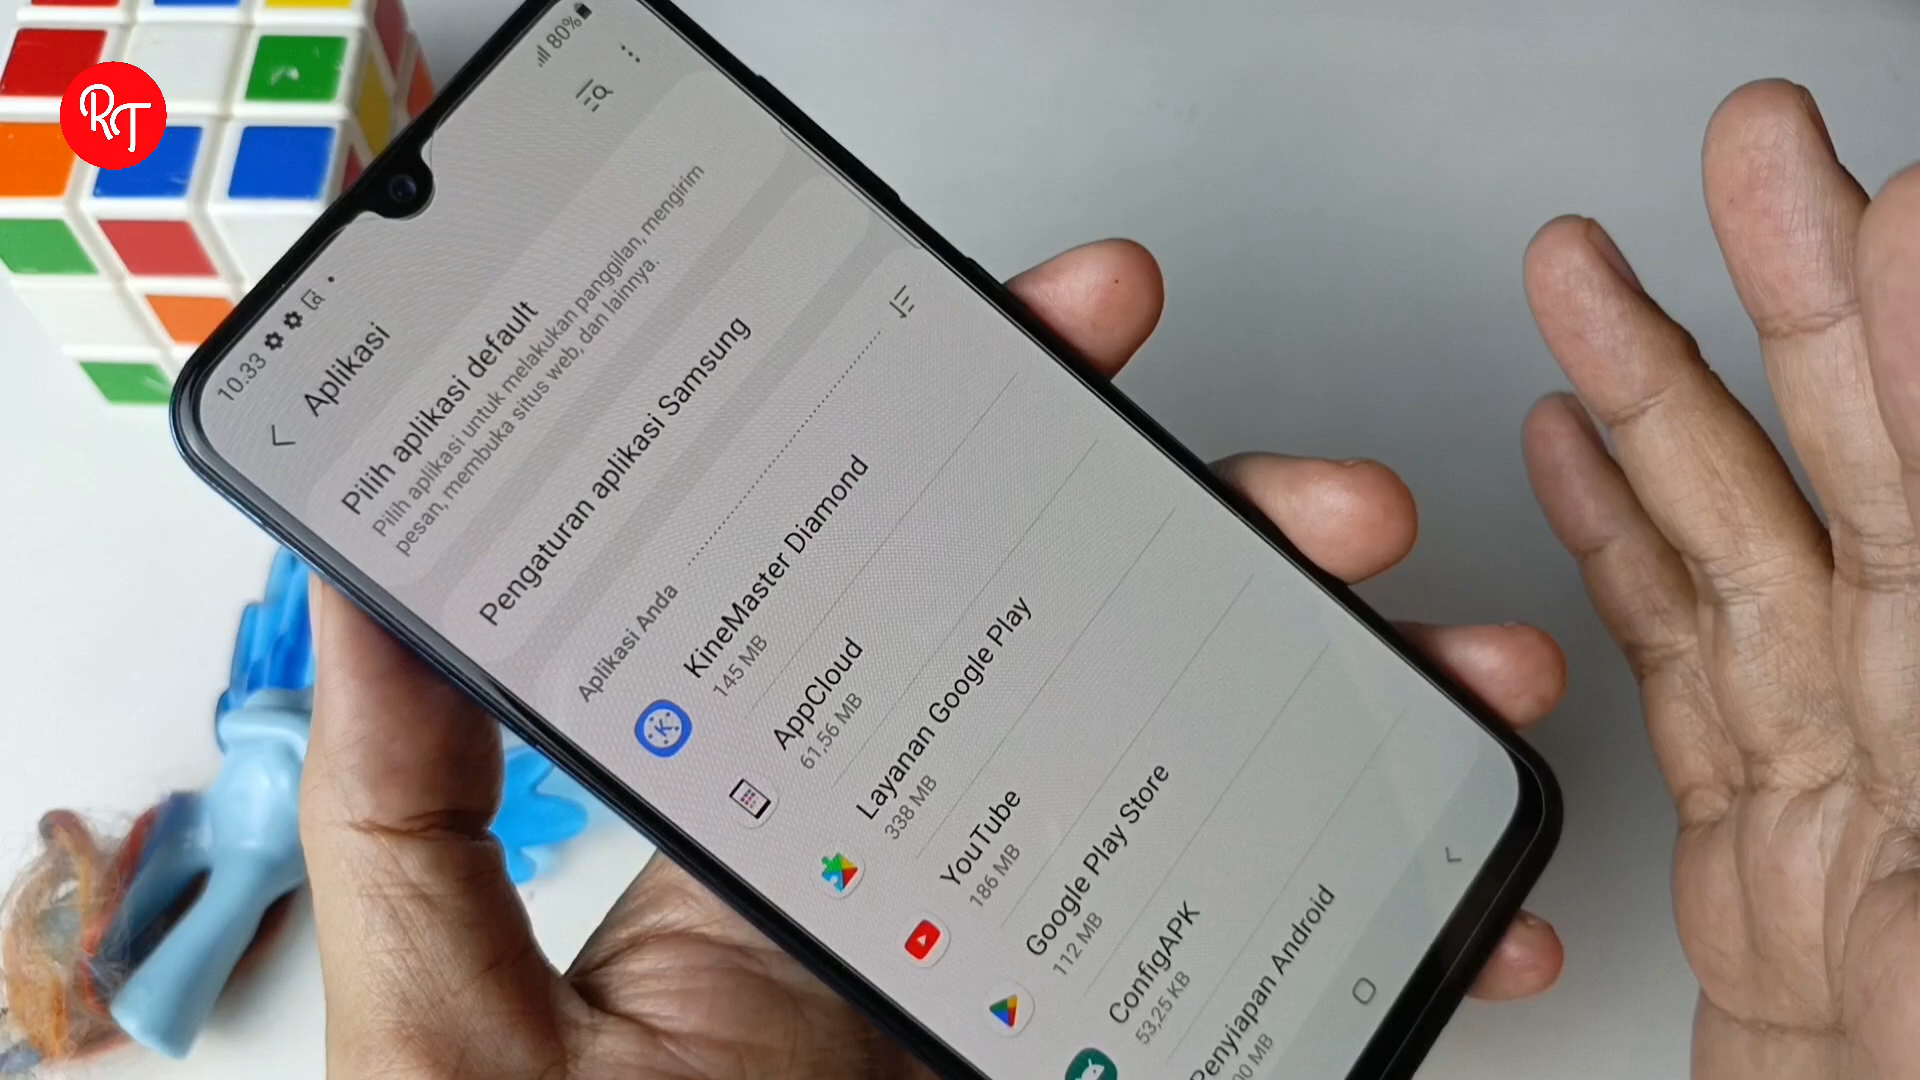 RT
10.33
80%
Aplikasi
Pilih aplikasi default
Pilih aplikasi untuk melakukan panggilan, mengirim
pesan, membuka situs web, dan lainnya.
Pengaturan aplikasi Samsung
Aplikasi Anda
KineMaster Diamond
145 MB
AppCloud
61,56 MB
Layanan Google Play
338 MB
YouTube
186 MB
Google Play Store
112 MB
ConfigAPK
53,25 KB
Penyiapan Android
MB